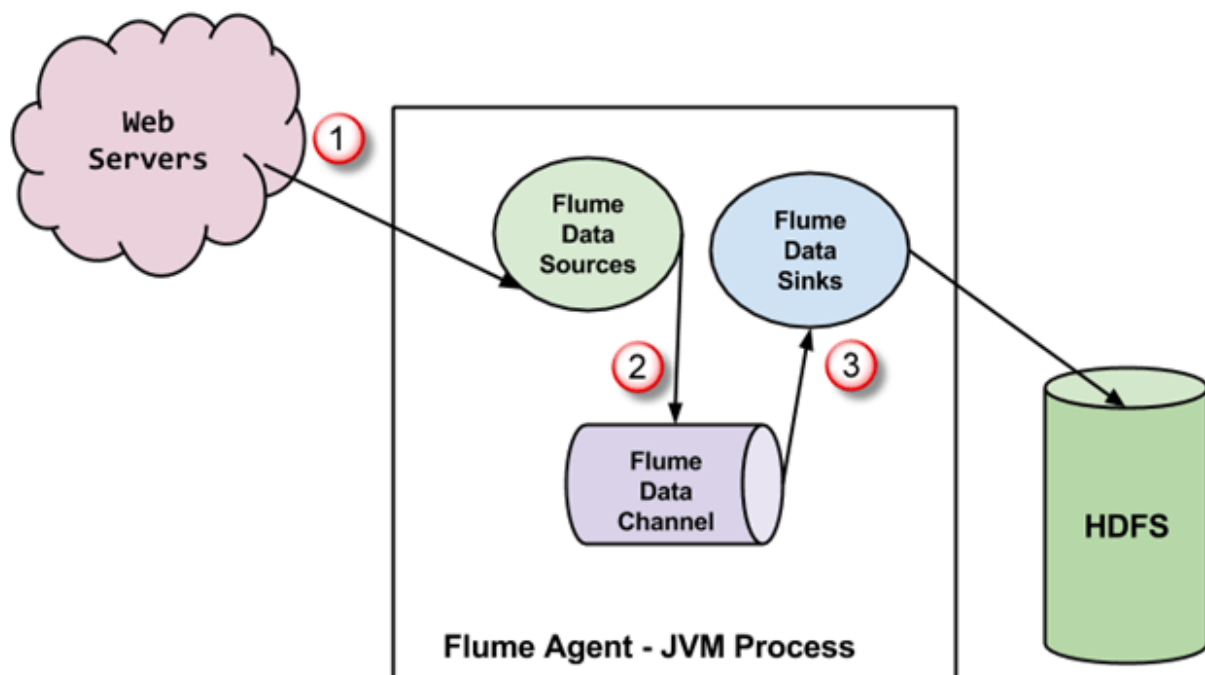 Web
Servers
1
Flume
Data
Sources
Flume
Data
Sinks
2
3
Flume
Data
Channel
HDFS
Flume Agent - JVM Process